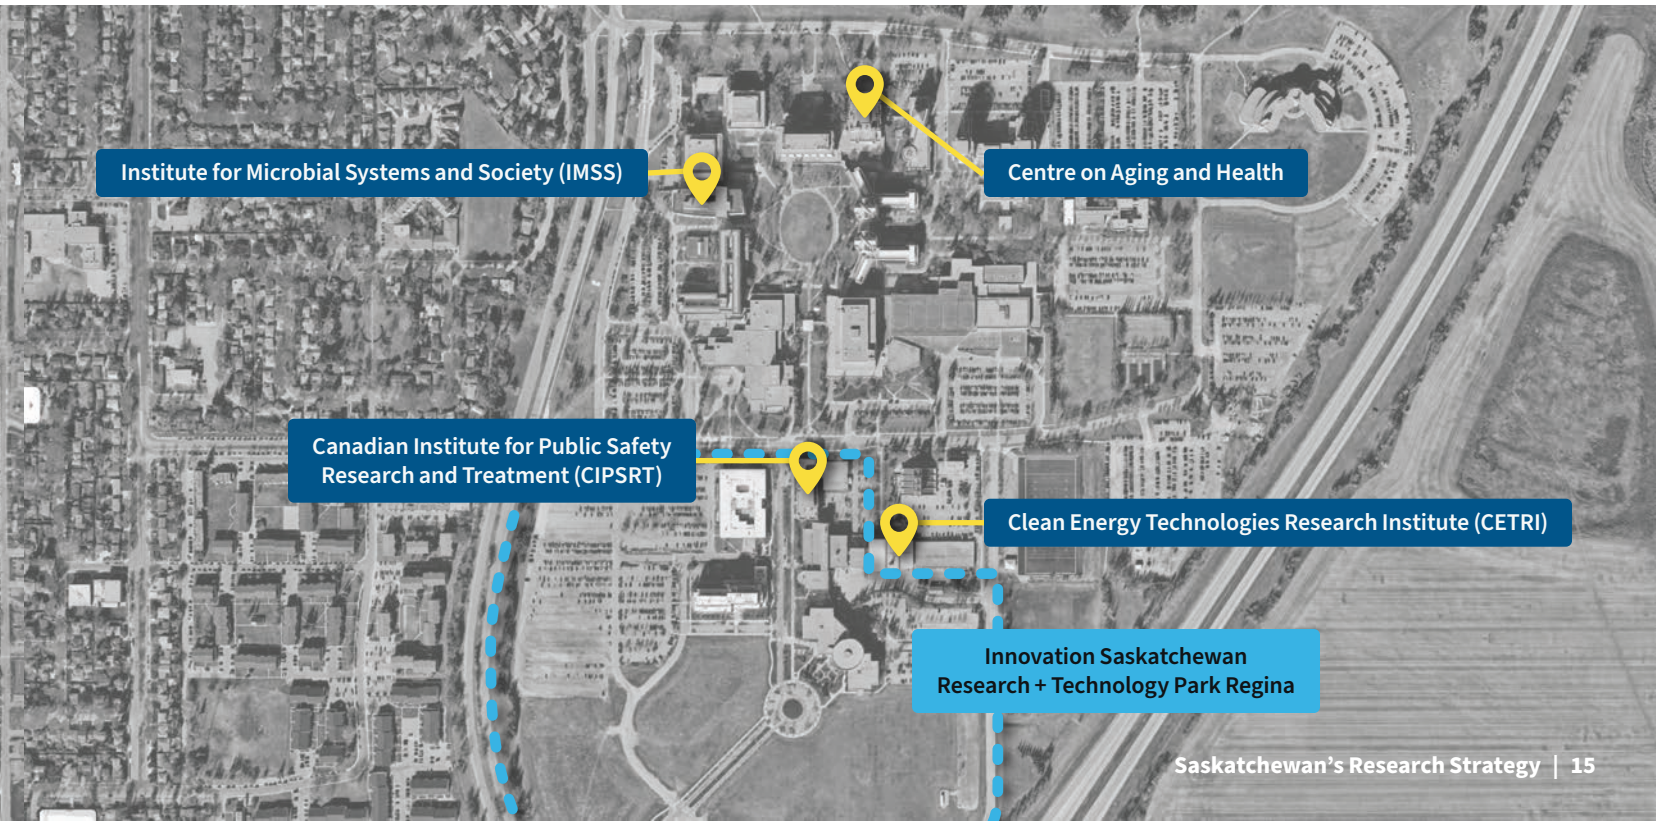 Institute for Microbial Systems and Society (IMSS)
Centre on Aging and Health
Canadian Institute for Public Safety
Research and Treatment (CIPSRT)
Clean Energy Technologies Research Institute (CETRI)
Innovation Saskatchewan
Research + Technology Park Regina
Saskatchewan’s Research Strategy | 15